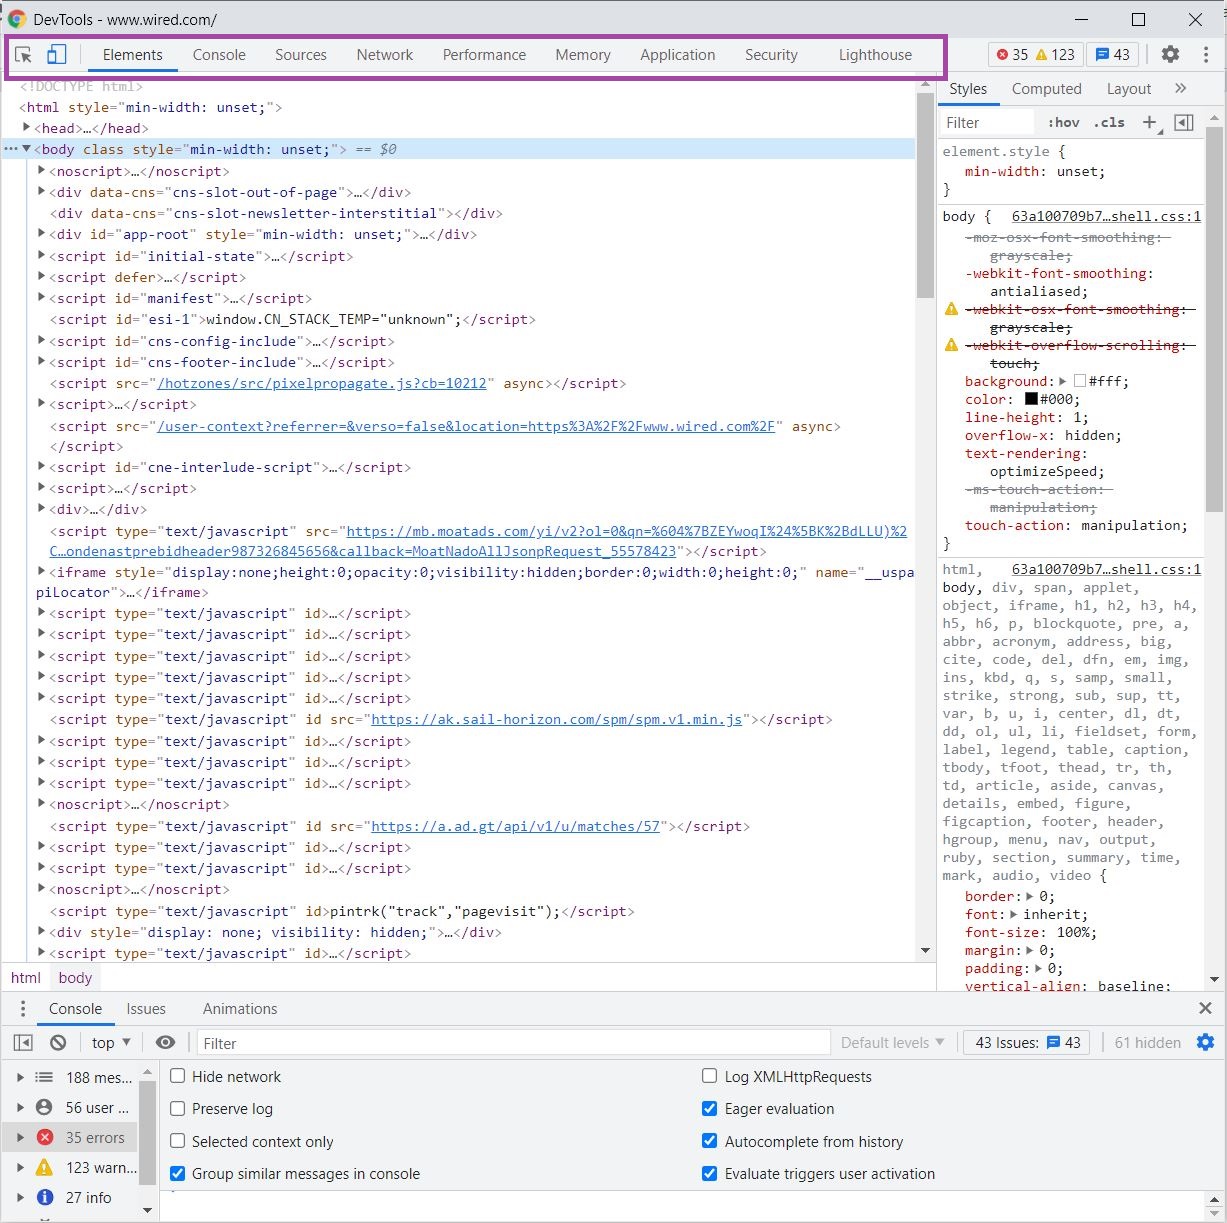 DevTools - www.wired.com/
Elements Console Sources Network Performance Memory Application Security Lighthouse
35 123 43
<!DOCTYPE html>
<html style="min-width: unset;">
<head>…</head>
<body class style="min-width: unset;"> == $0
<noscript>…</noscript>
<div data-cns="cns-slot-out-of-page">…</div>
<div data-cns="cns-slot-newsletter-interstitial"></div>
<div id="app-root" style="min-width: unset;">…</div>
<script id="initial-state">…</script>
<script defer>…</script>
<script id="manifest">…</script>
<script id="esi-1">window.CN_STACK_TEMP="unknown";</script>
<script id="cns-config-include">…</script>
<script id="cns-footer-include">…</script>
<script src="/hotzones/src/pixelpropagate.js?cb=10212" async></script>
<script>…</script>
<script src="/user-context?referrer=&verso=false&location=https%3A%2F%2Fwww.wired.com%2F" async>
</script>
<script id="cne-interlude-script">…</script>
<script>…</script>
<div>…</div>
<script type="text/javascript" src="https://mb.moatads.com/yi/v2?ol=0&qn=%604%7BZEYwoqI%24%5BK%2BdLLU)%2
C…ondenastprebidheader987326845656&callback=MoatNadoAllJsonpRequest_55578423"></script>
<iframe style="display:none;height:0;opacity:0;visibility:hidden;border:0;width:0;height:0;" name="__uspa
piLocator">…</iframe>
<script type="text/javascript" id>…</script>
<script type="text/javascript" id>…</script>
<script type="text/javascript" id>…</script>
<script type="text/javascript" id>…</script>
<script type="text/javascript" id>…</script>
<script type="text/javascript" id src="https://ak.sail-horizon.com/spm/spm.v1.min.js"></script>
<script type="text/javascript" id>…</script>
<script type="text/javascript" id>…</script>
<script type="text/javascript" id>…</script>
<noscript>…</noscript>
<script type="text/javascript" id src="https://a.ad.gt/api/v1/u/matches/57"></script>
<script type="text/javascript" id>…</script>
<script type="text/javascript" id>…</script>
<noscript>…</noscript>
<script type="text/javascript" id>pintrk("track","pagevisit");</script>
<div style="display: none; visibility: hidden;">…</div>
<script type="text/javascript" id>…</script>
html body
Styles Computed Layout »
Filter :hov .cls +
element.style {
min-width: unset;
}
body { 63a100709b7…shell.css:1
-moz-osx-font-smoothing:
grayscale;
-webkit-font-smoothing:
antialiased;
-webkit-osx-font-smoothing:
grayscale;
-webkit-overflow-scrolling:
touch;
background: #fff;
color: #000;
line-height: 1;
overflow-x: hidden;
text-rendering:
optimizeSpeed;
-ms-touch-action:
manipulation;
touch-action: manipulation;
}
html, 63a100709b7…shell.css:1
body, div, span, applet,
object, iframe, h1, h2, h3, h4,
h5, h6, p, blockquote, pre, a,
abbr, acronym, address, big,
cite, code, del, dfn, em, img,
ins, kbd, q, s, samp, small,
strike, strong, sub, sup, tt,
var, b, u, i, center, dl, dt,
dd, ol, ul, li, fieldset, form,
label, legend, table, caption,
tbody, tfoot, thead, tr, th,
td, article, aside, canvas,
details, embed, figure,
figcaption, footer, header,
hgroup, menu, nav, output,
ruby, section, summary, time,
mark, audio, video {
border: 0;
font: inherit;
font-size: 100%;
margin: 0;
padding: 0;
vertical-align: baseline;
Console Issues Animations
top Filter Default levels 43 Issues: 43 61 hidden
188 mes…
56 user …
35 errors
123 warn…
27 info
Hide network
Preserve log
Selected context only
Group similar messages in console
Log XMLHttpRequests
Eager evaluation
Autocomplete from history
Evaluate triggers user activation